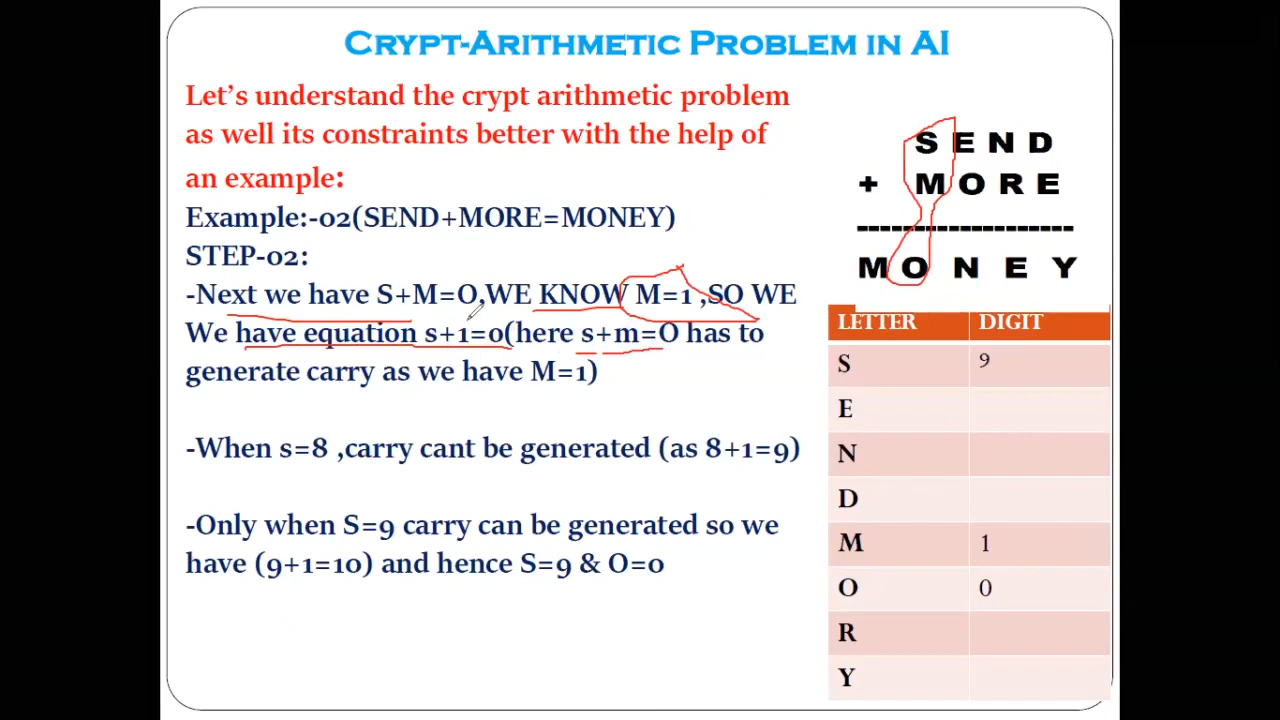 CRYPT-ARITHMETIC PROBLEM IN AI
Let's understand the crypt arithmetic problem
as well its constraints better with the help of
an example:
Example:-02(SEND+MORE=MONEY)
STEP-02:
-Next we have S+M=O,WE KNOW M=1 ,SO WE
We have equation s+1=0(here s+m=O has to
generate carry as we have M=1)
-When s=8 ,carry cant be generated (as 8+1=9)
-Only when S=9 carry can be generated so we
have (9+1=10) and hence S=9 & O=0
S E N D
+ M O R E
--------------------
M O N E Y
LETTER DIGIT
S 9
E
N
D
M 1
O 0
R
Y